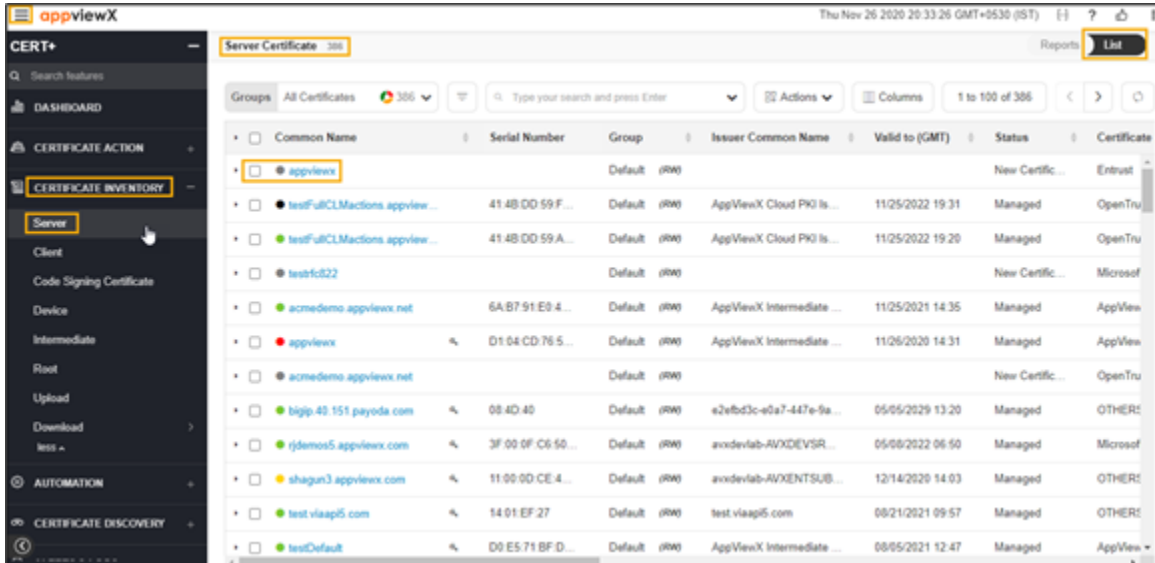 appviewX Thu Nov 26 2020 20:33:26 GMT+0530 (IST) ?
CERT+ Server Certificate 386 Reports List
Search features
Groups All Certificates 386 Type your search and press Enter Actions Columns 1 to 100 of 386
DASHBOARD
Common Name Serial Number Group Issuer Common Name Valid to (GMT) Status Certificate
CERTIFICATE ACTION
appviewx Default (RW) New Certific... Entrust
CERTIFICATE INVENTORY
testFullCLMactions.appview... 41:4B:DD:59:F... Default (RW) AppViewX Cloud PKI Is... 11/25/2022 19:31 Managed OpenTru
Server
testFullCLMactions.appview... 41:4B:DD:59:A... Default (RW) AppViewX Cloud PKI Is... 11/25/2022 19:20 Managed OpenTru
Client
testrfc822 Default (RW) New Certific... Microsof
Code Signing Certificate
Device
acmedemo.appviewx.net 6A:B7:91:E0:4... Default (RW) AppViewX Intermediate ... 11/25/2021 14:35 Managed AppView
Intermediate
appviewx D1:04:CD:76:5... Default (RW) AppViewX Intermediate ... 11/26/2020 14:31 Managed AppView
Root
acmedemo.appviewx.net Default (RW) New Certific... OpenTru
Upload
bigip.40.151.payoda.com 08:4D:40 Default (RW) e2efbd3c-e0a7-447e-9a... 05/05/2029 13:20 Managed OTHERS
Download
less
rjdemos5.appviewx.com 3F:00:0F:C6:50... Default (RW) avxdevlab-AVXDEVSR... 05/08/2022 06:50 Managed Microsof
AUTOMATION
shagun3.appviewx.com 11:00:0D:CE:4... Default (RW) avxdevlab-AVXENTSUB... 12/14/2020 14:03 Managed OTHERS
CERTIFICATE DISCOVERY
test.viaapi5.com 14:01:EF:27 Default (RW) test.viaapi5.com 08/21/2021 09:57 Managed OTHERS
testDefault D0:E5:71:BF:D... Default (RW) AppViewX Intermediate ... 08/05/2021 12:47 Managed AppView